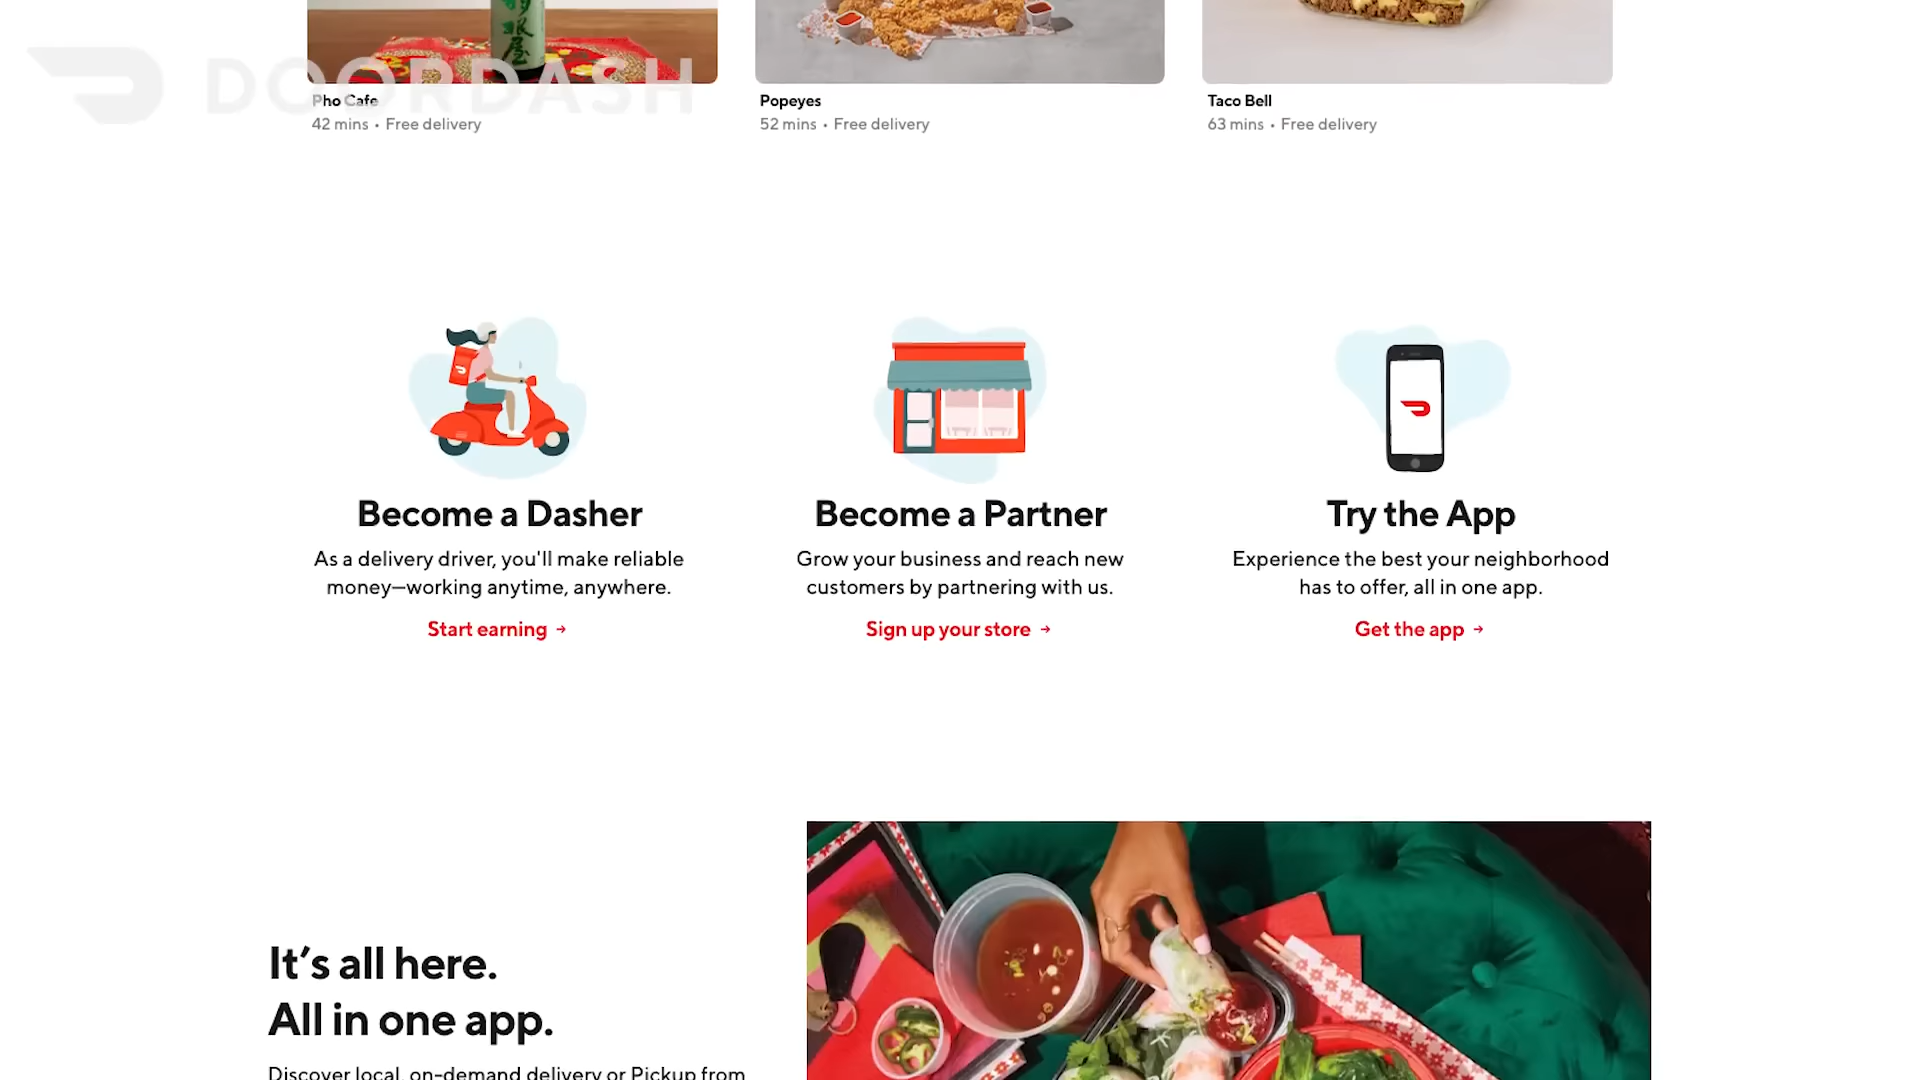 DOORDASH
Pho Cafe
42 mins • Free delivery
Popeyes
52 mins • Free delivery
Taco Bell
63 mins • Free delivery
Become a Dasher
As a delivery driver, you'll make reliable
money—working anytime, anywhere.
Start earning →
Become a Partner
Grow your business and reach new
customers by partnering with us.
Sign up your store →
Try the App
Experience the best your neighborhood
has to offer, all in one app.
Get the app →
It’s all here.
All in one app.
Discover local, on-demand delivery or Pickup from